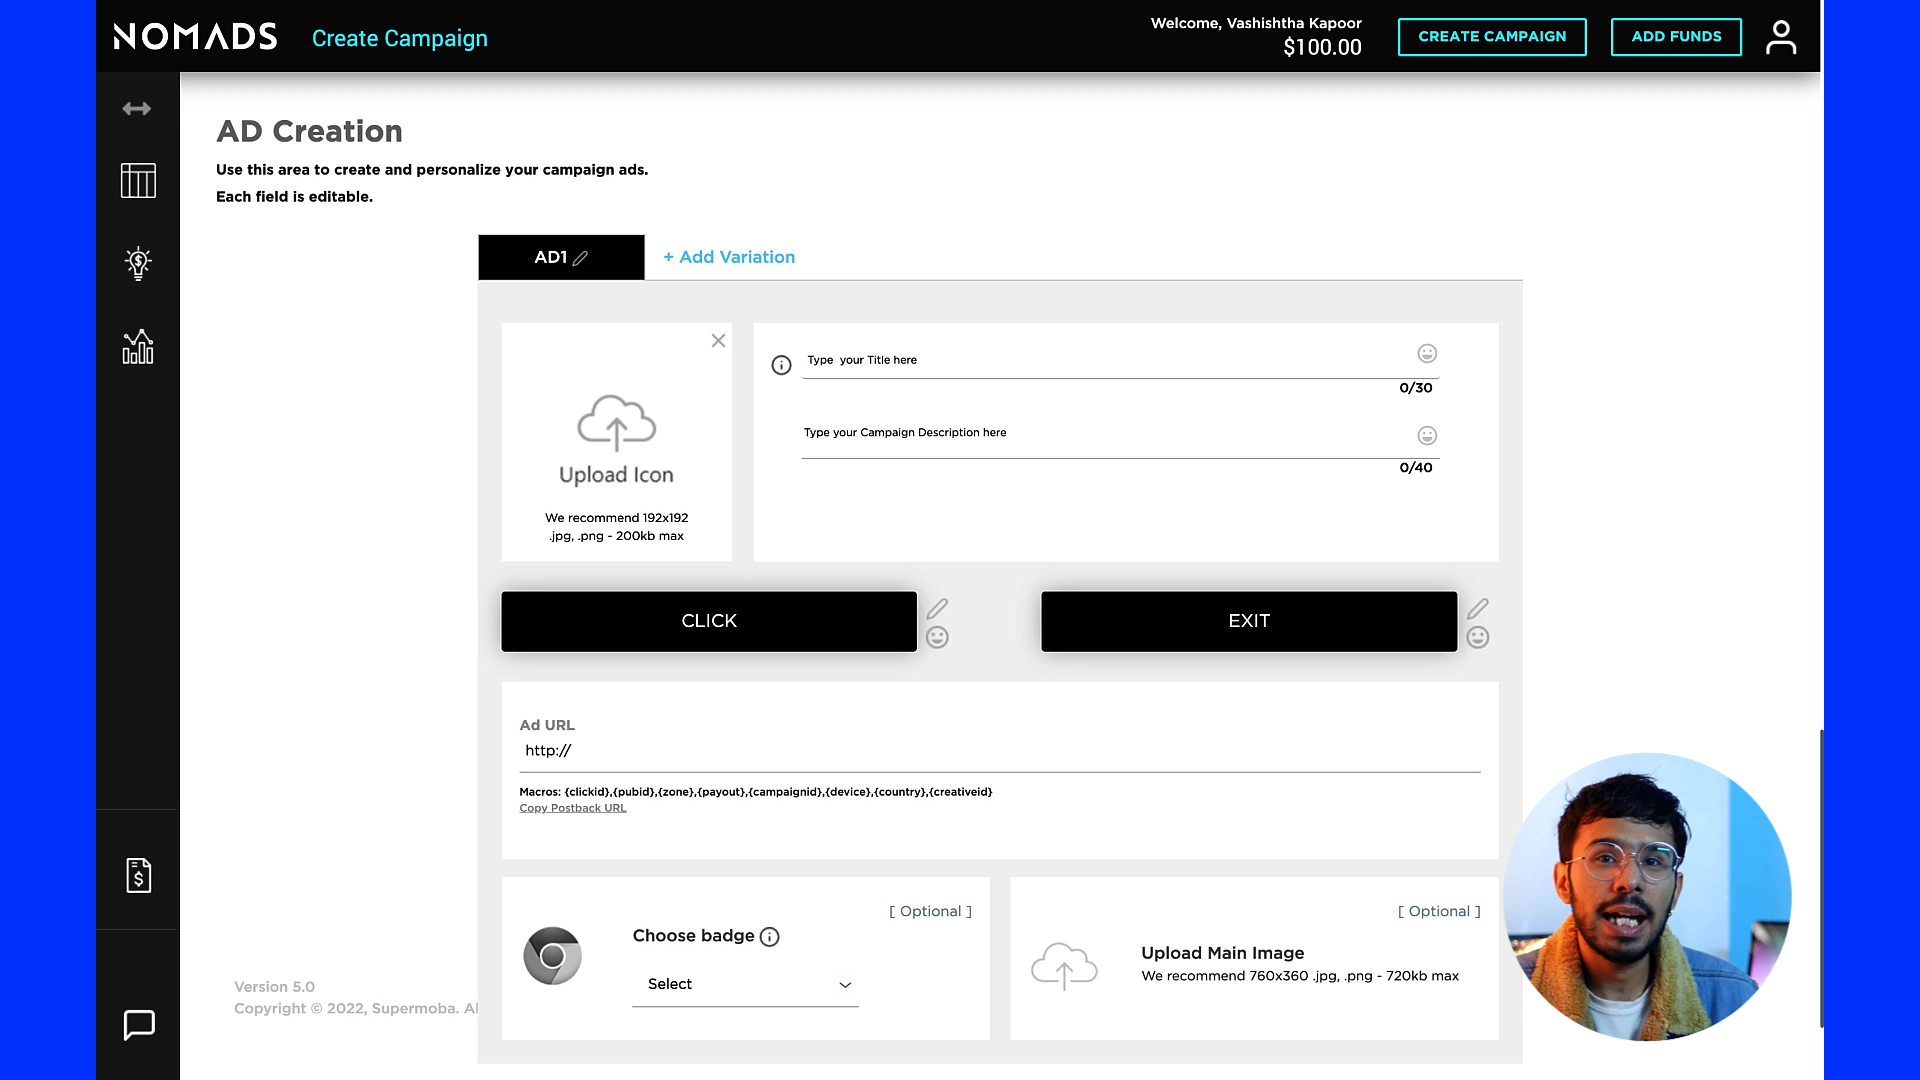 NOMADS
Create Campaign
Welcome, Vashishtha Kapoor
$100.00
CREATE CAMPAIGN
ADD FUNDS
AD Creation
Use this area to create and personalize your campaign ads.
Each field is editable.
AD1
+ Add Variation
Upload Icon
We recommend 192x192
.jpg, .png - 200kb max
Type your Title here
0/30
Type your Campaign Description here
0/40
CLICK
EXIT
Ad URL
http://
Macros: {clickid},{pubid},{zone},{payout},{campaignid},{device},{country},{creativeid}
Copy Postback URL
[ Optional ]
Choose badge
Select
[ Optional ]
Upload Main Image
We recommend 760x360 .jpg, .png - 720kb max
Version 5.0
Copyright © 2022, Supermoba.